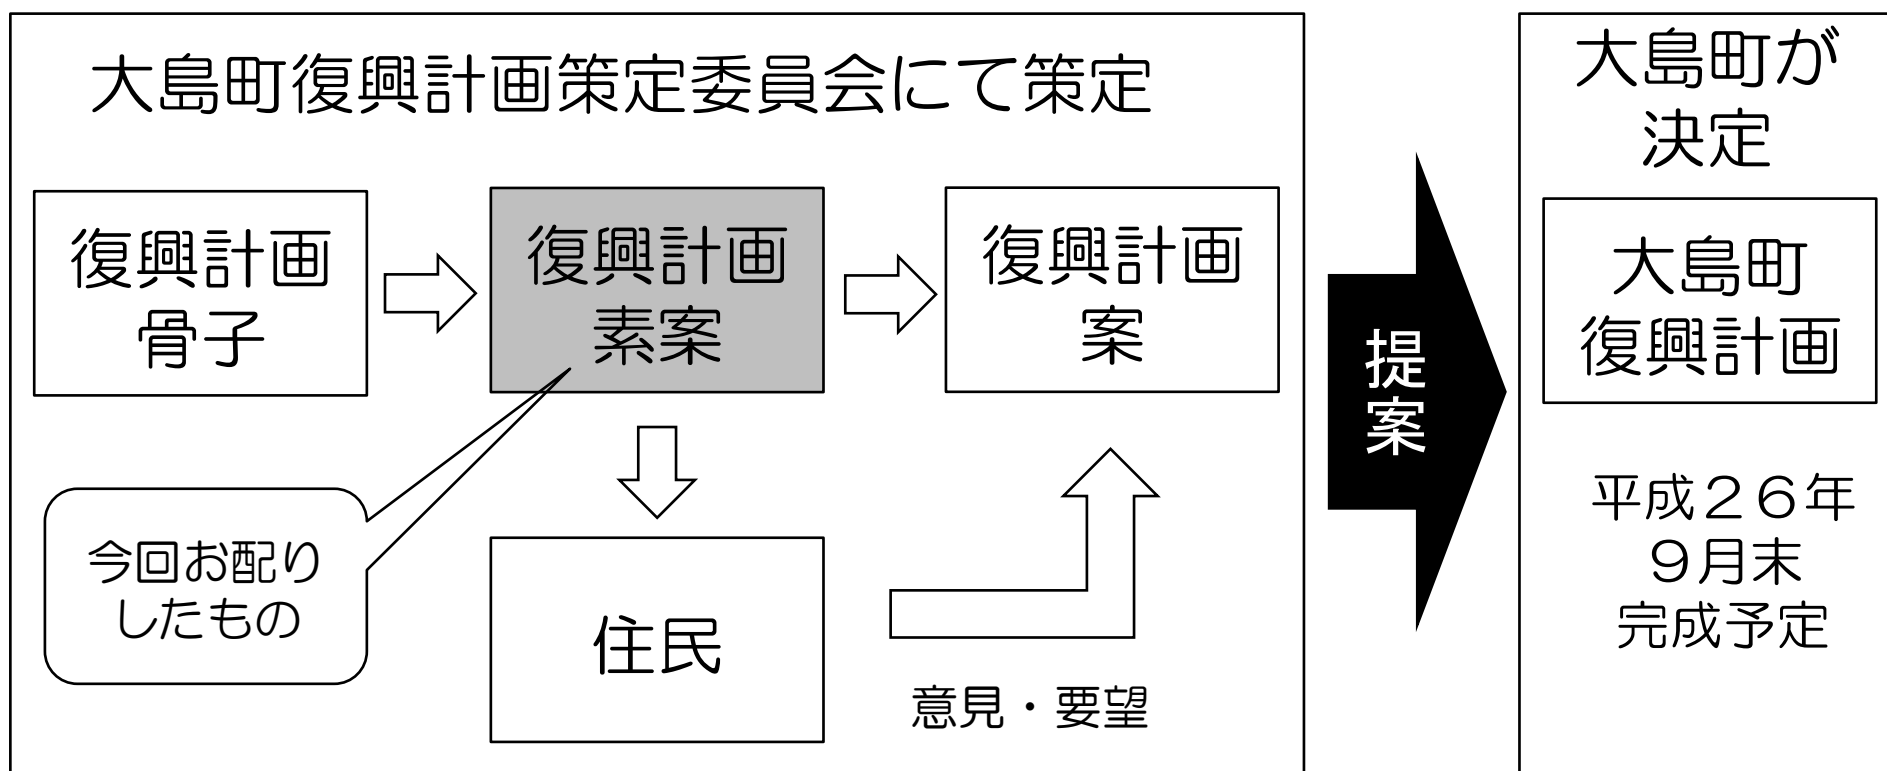 大島町復興計画策定委員会にて策定
復興計画
骨子
復興計画
素案
復興計画
案
今回お配り
したもの
住民
意見・要望
提案
大島町が
決定
大島町
復興計画
平成２６年
９月末
完成予定